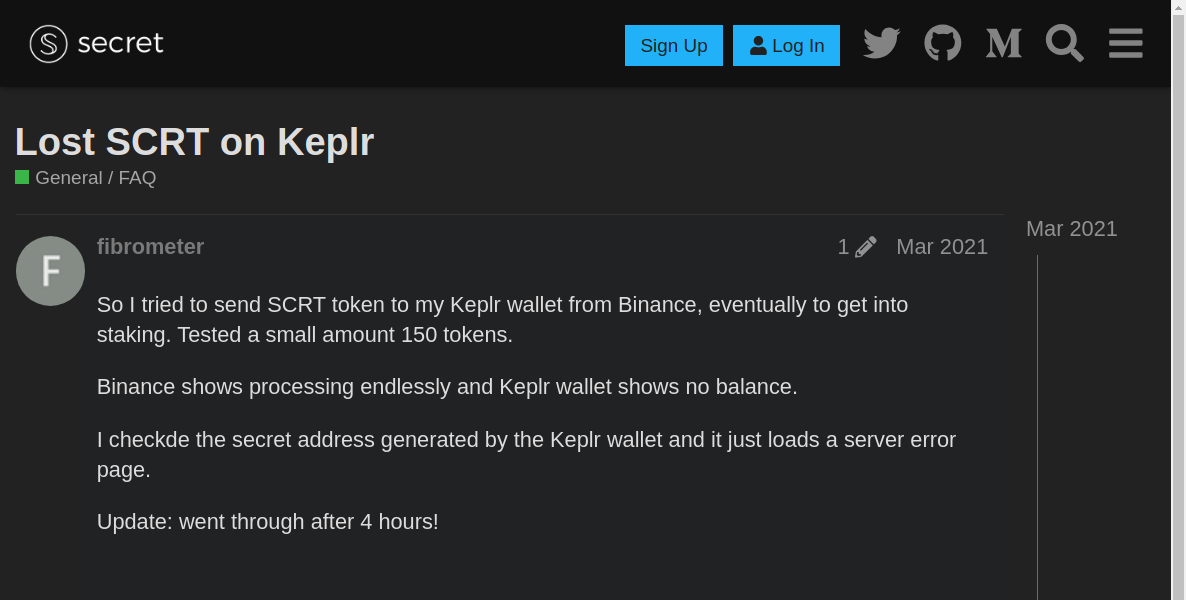 secret
Sign Up
Log In
Lost SCRT on Keplr
General / FAQ
Mar 2021
F
fibrometer
1
Mar 2021
So I tried to send SCRT token to my Keplr wallet from Binance, eventually to get into
staking. Tested a small amount 150 tokens.
Binance shows processing endlessly and Keplr wallet shows no balance.
I checkde the secret address generated by the Keplr wallet and it just loads a server error
page.
Update: went through after 4 hours!